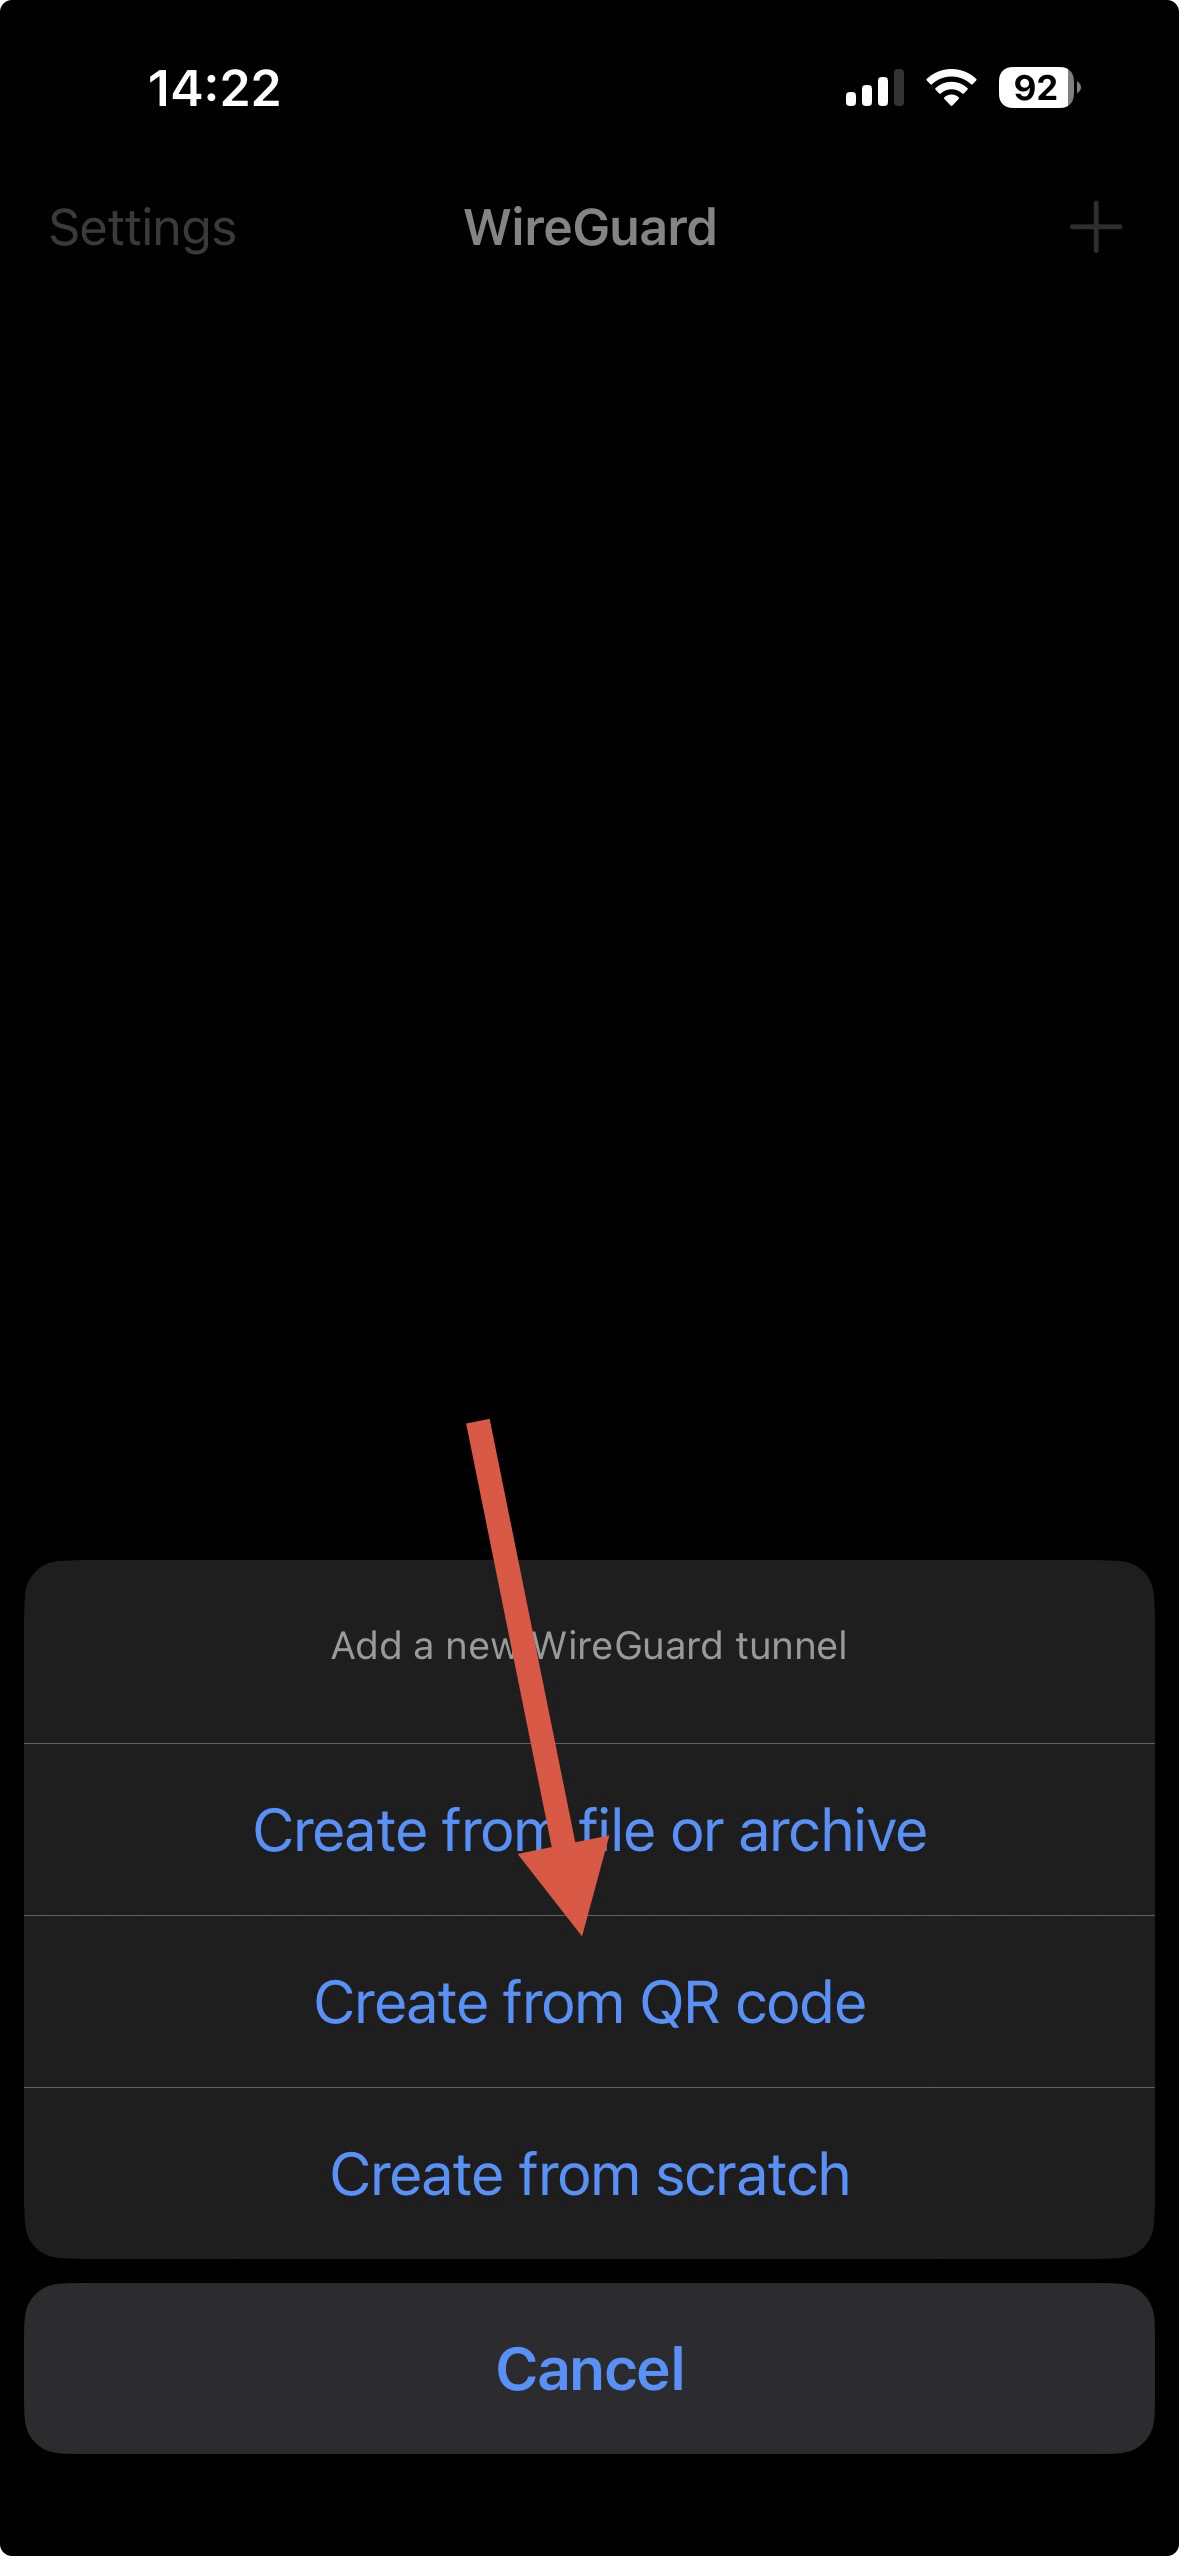 14:22
92
Settings
WireGuard
Add a new WireGuard tunnel
Create from file or archive
Create from QR code
Create from scratch
Cancel